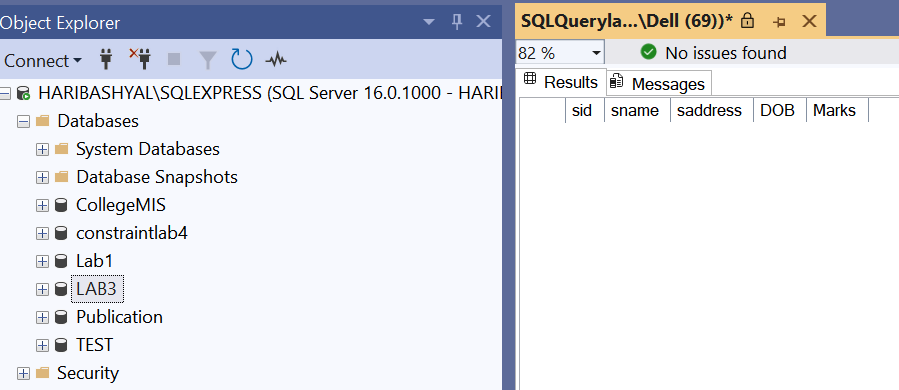 Object Explorer
Connect
HARIBASHYAL\SQLEXPRESS (SQL Server 16.0.1000 - HARI
Databases
System Databases
Database Snapshots
CollegeMIS
constraintlab4
Lab1
LAB3
Publication
TEST
Security
SQLQueryla...\Dell (69))*
82 %
No issues found
Results Messages
sid sname saddress DOB Marks